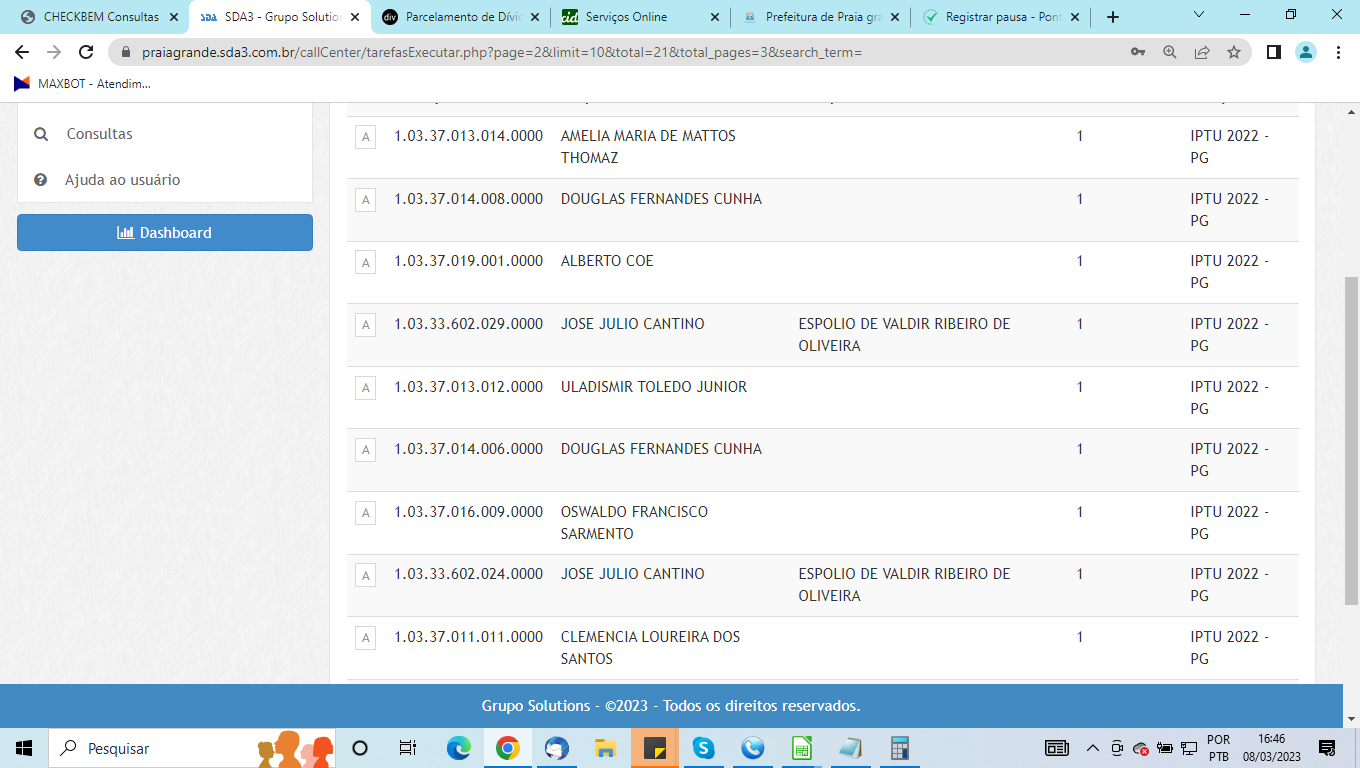 CHECKBEM Consultas
SDA3 - Grupo Solution
Parcelamento de Dívid
Serviços Online
Prefeitura de Praia gra
Registrar pausa - Pont
praiagrande.sda3.com.br/callCenter/tarefasExecutar.php?page=2&limit=10&total=21&total_pages=3&search_term=
MAXBOT - Atendim...
Consultas
Ajuda ao usuário
Dashboard
A 1.03.37.013.014.0000 AMELIA MARIA DE MATTOS 1 IPTU 2022 -
THOMAZ PG
A 1.03.37.014.008.0000 DOUGLAS FERNANDES CUNHA 1 IPTU 2022 -
PG
A 1.03.37.019.001.0000 ALBERTO COE 1 IPTU 2022 -
PG
A 1.03.33.602.029.0000 JOSE JULIO CANTINO ESPOLIO DE VALDIR RIBEIRO DE 1 IPTU 2022 -
OLIVEIRA PG
A 1.03.37.013.012.0000 ULADISMIR TOLEDO JUNIOR 1 IPTU 2022 -
PG
A 1.03.37.014.006.0000 DOUGLAS FERNANDES CUNHA 1 IPTU 2022 -
PG
A 1.03.37.016.009.0000 OSWALDO FRANCISCO 1 IPTU 2022 -
SARMENTO PG
A 1.03.33.602.024.0000 JOSE JULIO CANTINO ESPOLIO DE VALDIR RIBEIRO DE 1 IPTU 2022 -
OLIVEIRA PG
A 1.03.37.011.011.0000 CLEMENCIA LOUREIRA DOS 1 IPTU 2022 -
SANTOS PG
Grupo Solutions - ©2023 - Todos os direitos reservados.
Pesquisar
POR 16:46
PTB 08/03/2023